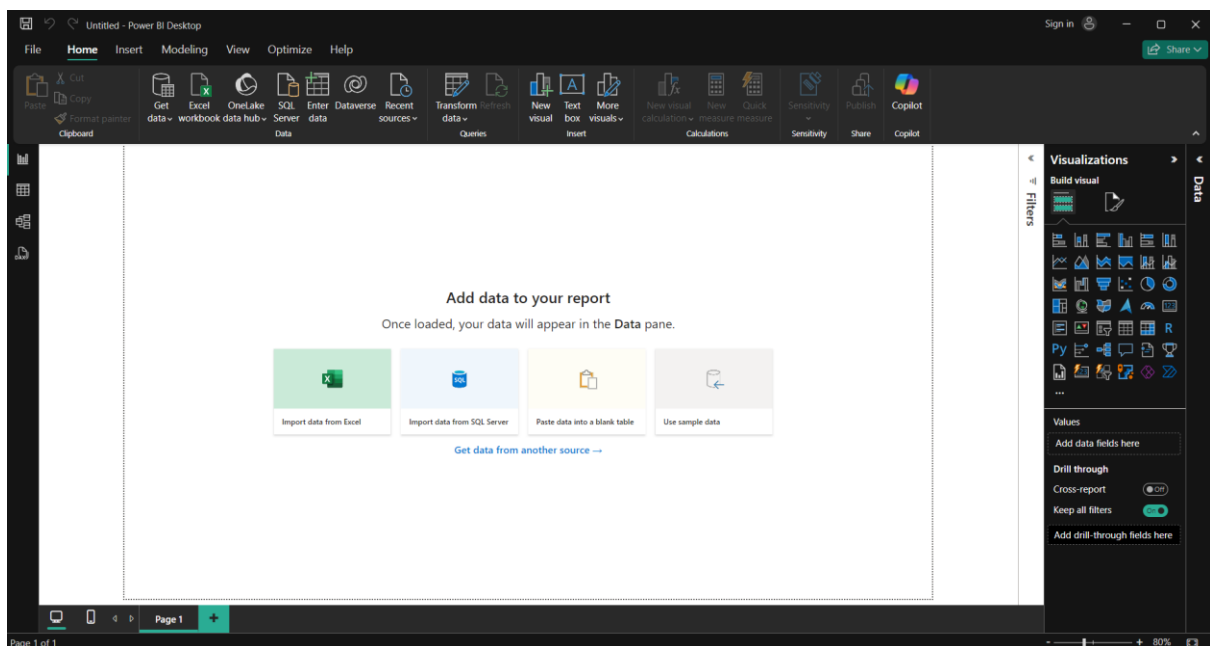 Untitled - Power BI Desktop
Sign in
File Home Insert Modeling View Optimize Help
Share
Paste
Cut
Copy
Format painter
Clipboard
Get data
Excel workbook
OneLake data hub
SQL Server
Enter data
Dataverse
Recent sources
Data
Transform data
Refresh
Queries
New visual
Text box
More visuals
Insert
New visual calculation
New measure
Quick measure
Calculations
Sensitivity
Sensitivity
Publish
Share
Copilot
Copilot
Add data to your report
Once loaded, your data will appear in the Data pane.
Import data from Excel
SQL
Import data from SQL Server
Paste data into a blank table
Use sample data
Get data from another source →
Filters
Visualizations
Build visual
R
Py
...
Values
Add data fields here
Drill through
Cross-report
Off
Keep all filters
On
Add drill-through fields here
Data
Page 1
Page 1 of 1
- + 80%